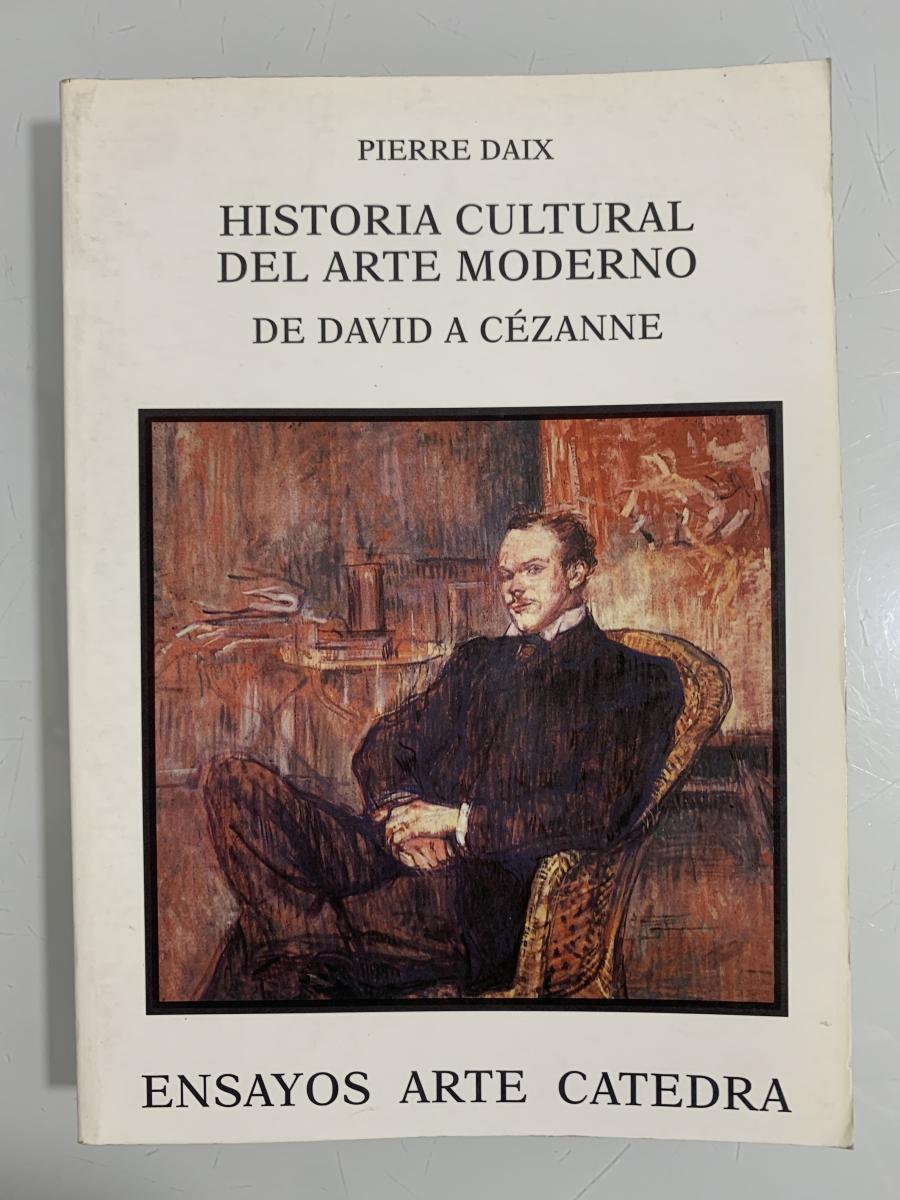 PIERRE DAIX
HISTORIA CULTURAL
DEL ARTE MODERNO
DE DAVID A CÉZANNE
ENSAYOS ARTE CATEDRA